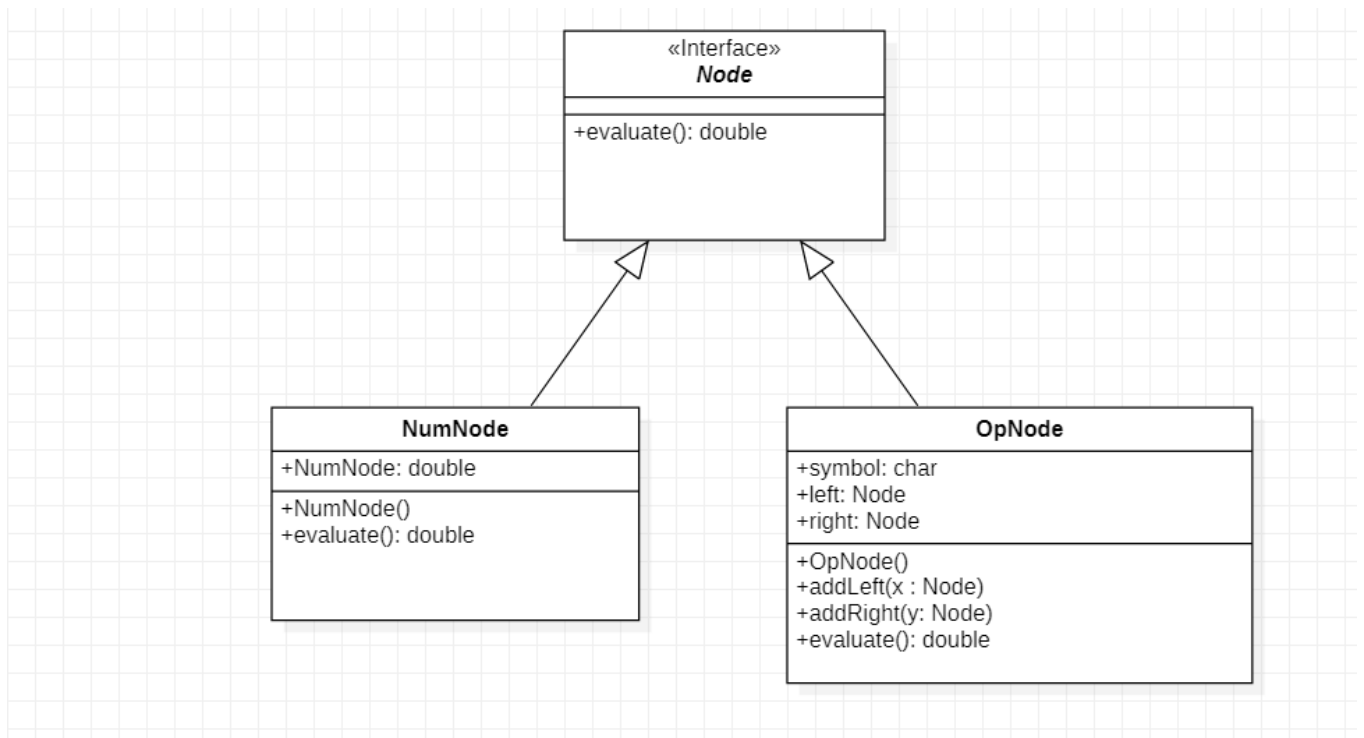 «Interface»
Node
+evaluate(): double
NumNode
+NumNode: double
+NumNode()
+evaluate(): double
OpNode
+symbol: char
+left: Node
+right: Node
+OpNode()
+addLeft(x : Node)
+addRight(y: Node)
+evaluate(): double